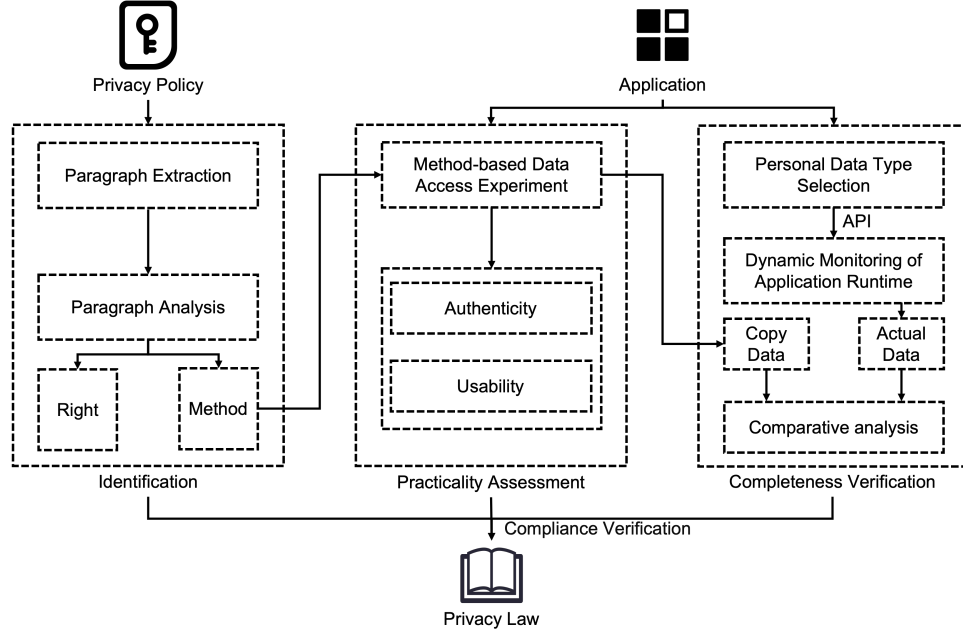 Privacy Policy
Application
Paragraph Extraction
Paragraph Analysis
Right
Method
Identification
Method-based Data
Access Experiment
Authenticity
Usability
Practicality Assessment
Personal Data Type
Selection
API
Dynamic Monitoring of
Application Runtime
Copy
Data
Actual
Data
Comparative analysis
Completeness Verification
Compliance Verification
Privacy Law